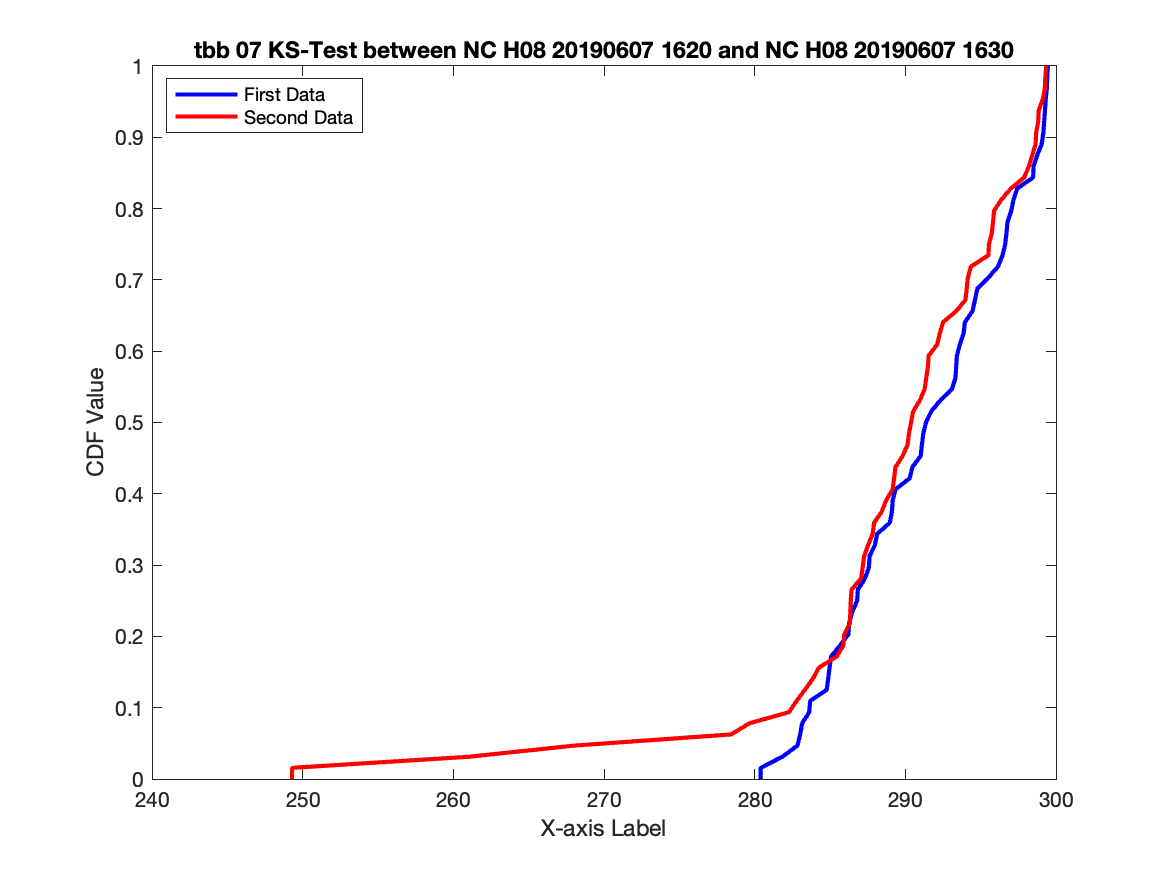 tbb 07 KS-Test between NC H08 20190607 1620 and NC H08 20190607 1630
First Data
Second Data
1
0.9
0.8
0.7
0.6
0.5
0.4
0.3
0.2
0.1
0
CDF Value
240 250 260 270 280 290 300
X-axis Label